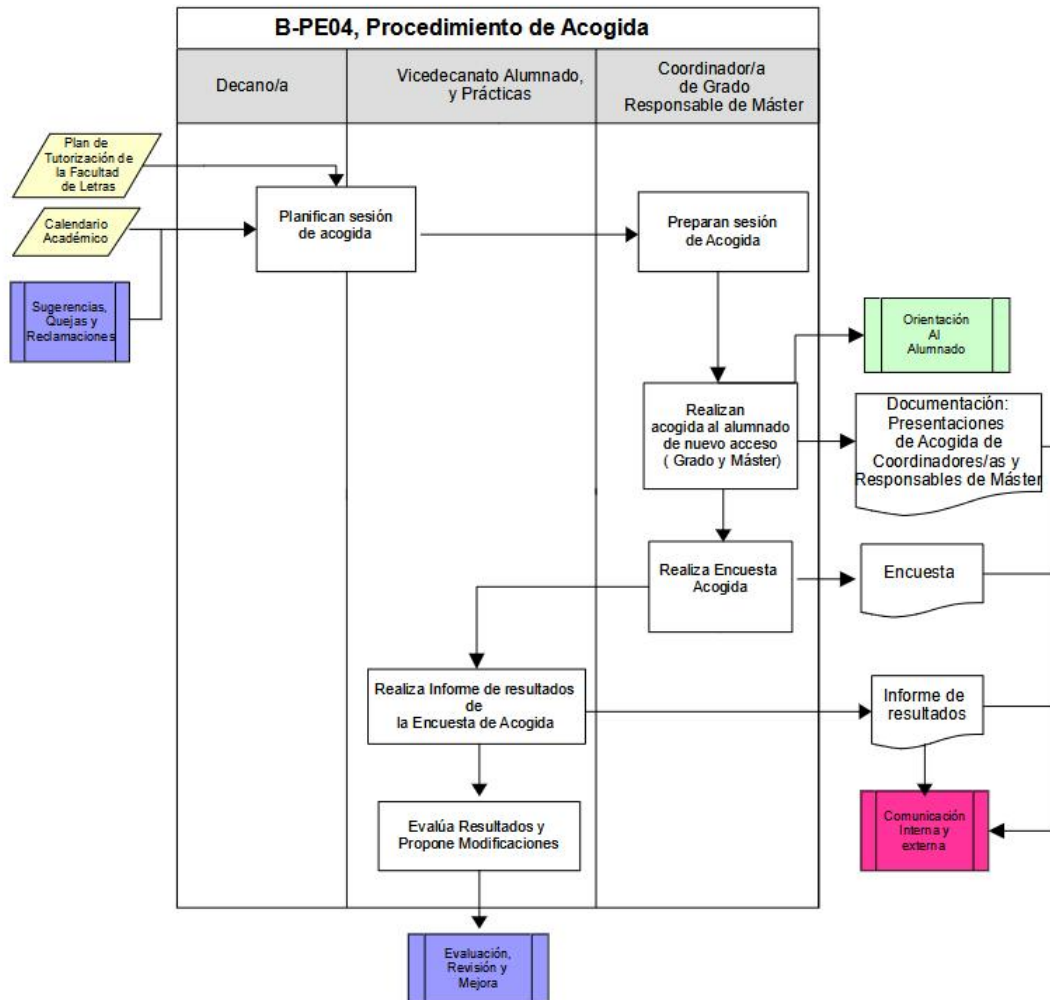 B-PE04, Procedimiento de Acogida
Decano/a
Vicedecanato Alumnado,
y Prácticas
Coordinador/a
de Grado
Responsable de Máster
Plan de
Tutorización de
la Facultad
de Letras
Planifican sesión
de acogida
Preparan sesión
de Acogida
Calendario
Académico
Sugerencias,
Quejas y
Reclamaciones
Orientación
Al
Alumnado
Realizan
acogida al alumnado
de nuevo acceso
( Grado y Máster)
Documentación:
Presentaciones
de Acogida de
Coordinadores/as y
Responsables de Máster
Realiza Encuesta
Acogida
Encuesta
Realiza Informe de resultados
de
la Encuesta de Acogida
Informe de
resultados
Evalúa Resultados y
Propone Modificaciones
Comunicación
Interna y
externa
Evaluación,
Revisión y
Mejora